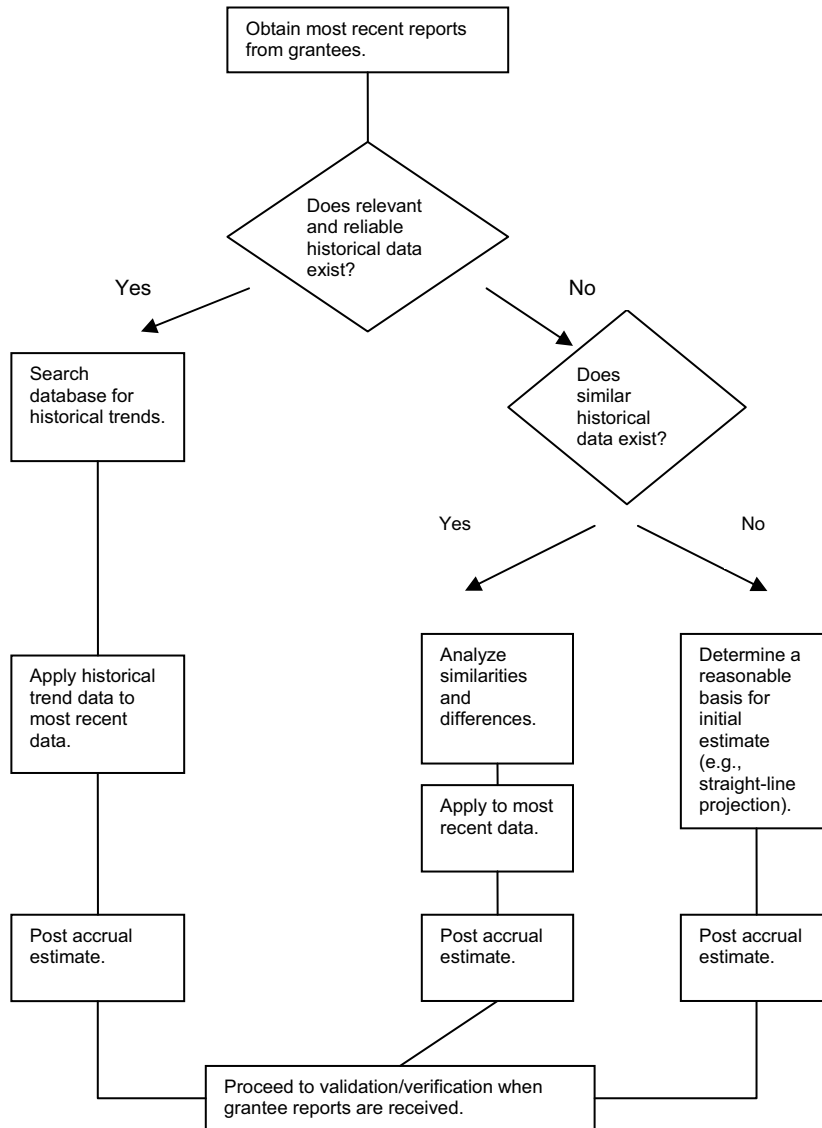 Obtain most recent reports
from grantees.
Does relevant
and reliable
historical data
exist?
Yes
No
Search
database for
historical trends.
Does
similar
historical
data exist?
Yes
No
Apply historical
trend data to
most recent
data.
Analyze
similarities
and
differences.
Determine a
reasonable
basis for
initial
estimate
(e.g.,
straight-line
projection).
Apply to most
recent data.
Post accrual
estimate.
Post accrual
estimate.
Post accrual
estimate.
Proceed to validation/verification when
grantee reports are received.